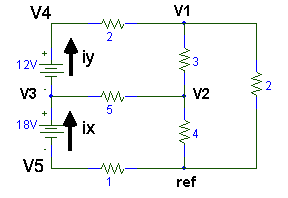 V4 V1
2
12V + - iy 3 2
V3 V2
5
18V + - ix 4
V5
1 ref